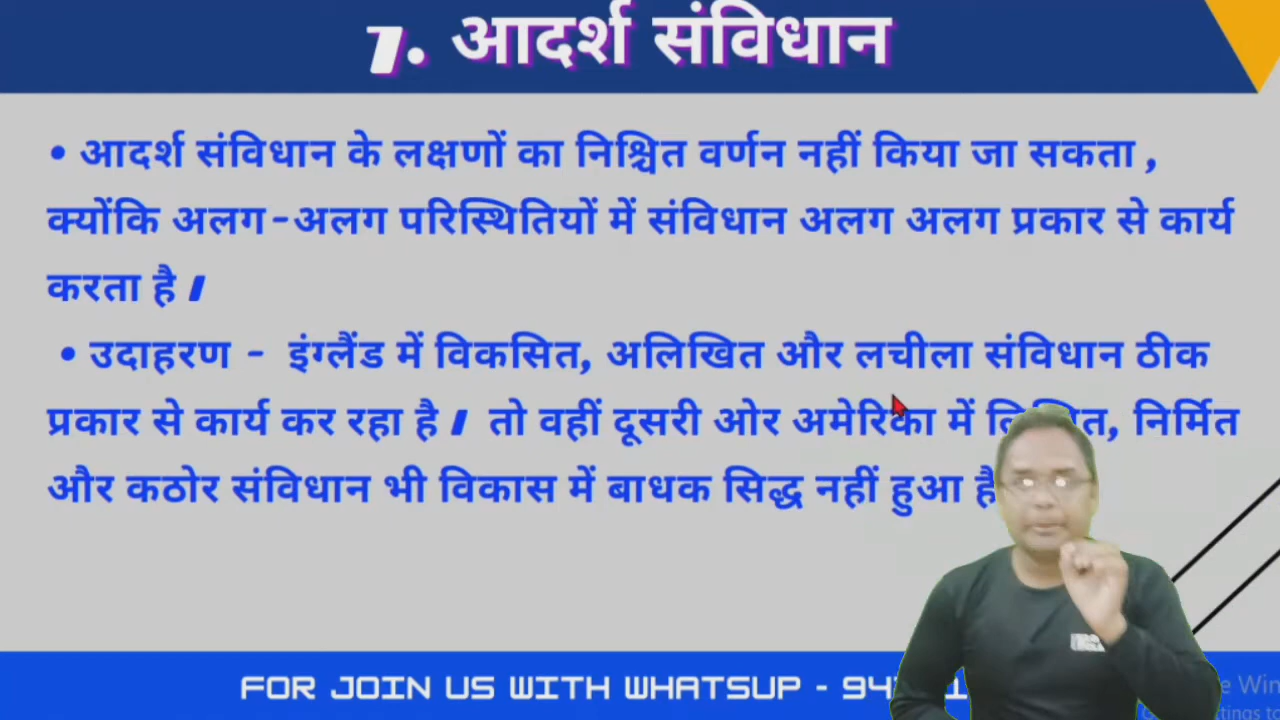 7. आदर्श संविधान
• आदर्श संविधान के लक्षणों का निश्चित वर्णन नहीं किया जा सकता ,
क्योंकि अलग-अलग परिस्थितियों में संविधान अलग अलग प्रकार से कार्य
करता है ।
• उदाहरण - इंग्लैंड में विकसित, अलिखित और लचीला संविधान ठीक
प्रकार से कार्य कर रहा है । तो वहीं दूसरी ओर अमेरिका में निर्मित
और कठोर संविधान भी विकास में बाधक सिद्ध नहीं हुआ है
FOR JOIN US WITH WHATSUP -